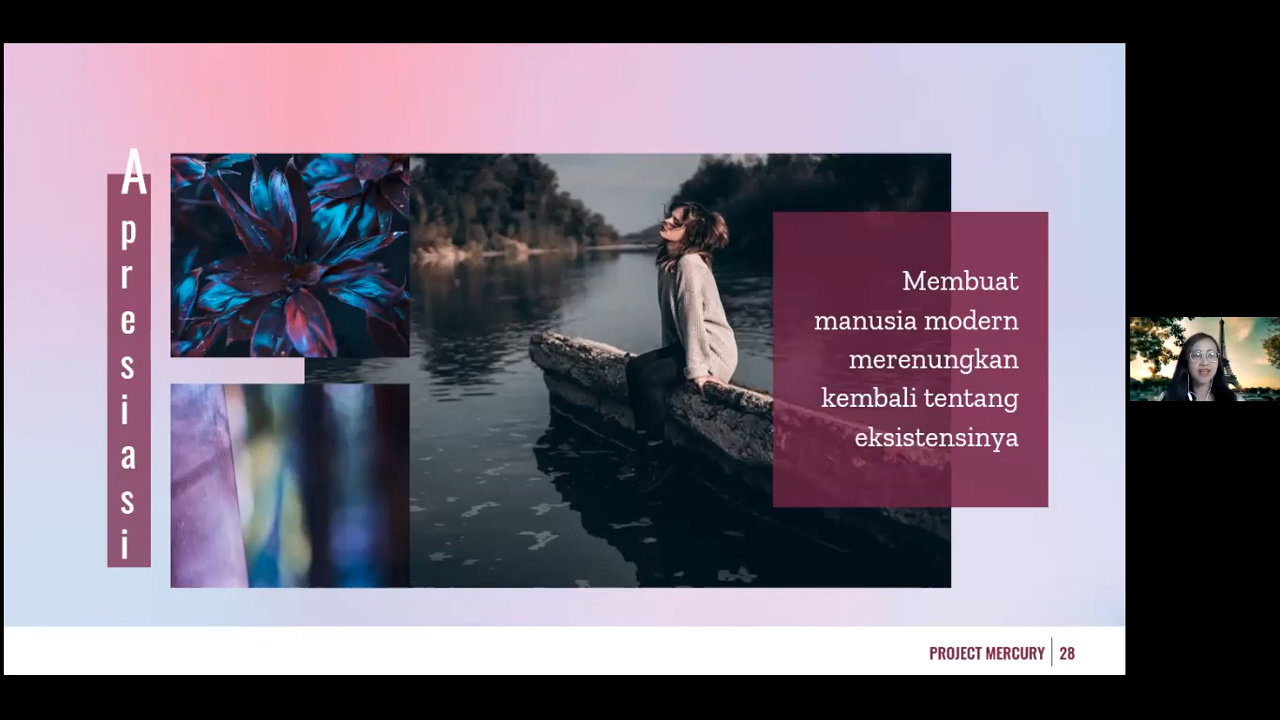 Apresiasi
Membuat
manusia modern
merenungkan
kembali tentang
eksistensinya
PROJECT MERCURY 28